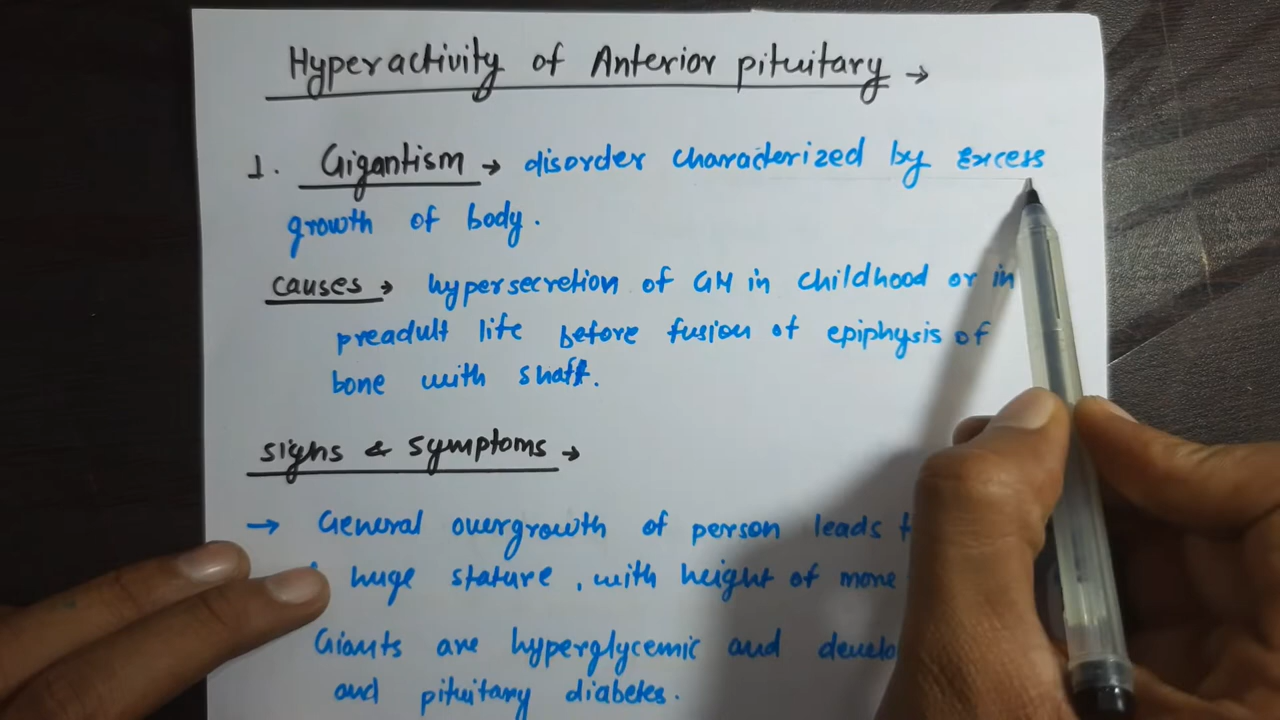 Hyperactivity of Anterior pituitary →
1. Gigantism → disorder characterized by Excess
growth of body.
causes → hypersecretion of GH in childhood or in
preadult life before fusion of epiphysis of
bone with shaft.
signs & symptoms →
→ General overgrowth of person leads
huge stature, with height of more
Giants are hyperglycemic and
and pituitary diabetes.